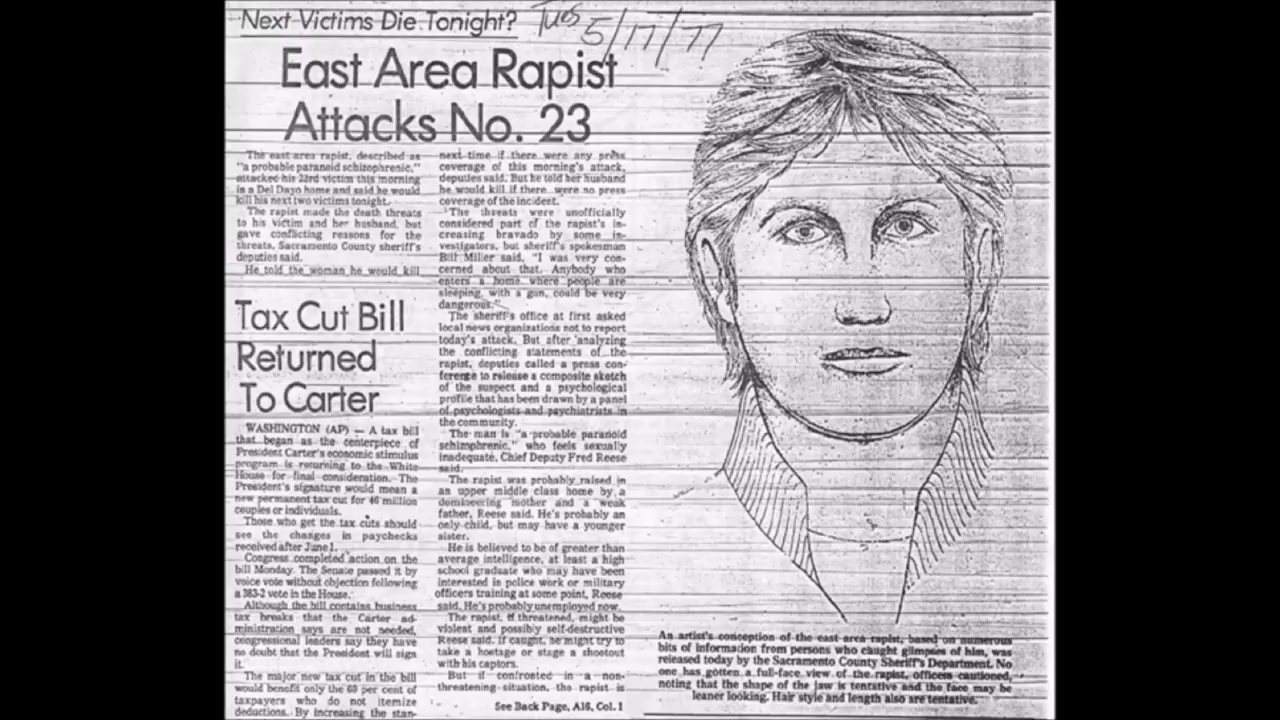 Next Victims Die Tonight?
Tues 5/17/77
East Area Rapist
Attacks No. 23
The east area rapist, described as
"a probable paranoid schizophrenic,"
attacked his 23rd victim this morning
in a Del Dayo home and said he would
kill his next two victims tonight.
The rapist made the death threats
to his victim and her husband, but
gave conflicting reasons for the
threats, Sacramento County sheriff's
deputies said.
He told the woman he would kill
next time if there were any press
coverage of this morning's attack,
deputies said. But he told her husband
he would kill if there were no press
coverage of the incident.
The threats were unofficially
considered part of the rapist's in-
creasing bravado by some in-
vestigators, but sheriff's spokesman
Bill Miller said, "I was very con-
cerned about that. Anybody who
enters a home where people are
sleeping, with a gun, could be very
dangerous."
The sheriff's office at first asked
local news organizations not to report
today's attack. But after analyzing
the conflicting statements of the
rapist, deputies called a press con-
ference to release a composite sketch
of the suspect and a psychological
profile that has been drawn by a panel
of psychologists and psychiatrists in
the community.
The man is "a probable paranoid
schizophrenic," who feels sexually
inadequate, Chief Deputy Fred Reese
said.
The rapist was probably raised in
an upper middle class home by a
domineering mother and a weak
father, Reese said. He's probably an
only child, but may have a younger
sister.
He is believed to be of greater than
average intelligence, at least a high
school graduate who may have been
interested in police work or military
officers training at some point, Reese
said. He's probably unemployed now.
The rapist, if threatened, might be
violent and possibly self-destructive
Reese said. If caught, he might try to
take a hostage or stage a shootout
with his captors.
But if confronted in a non-
threatening situation, the rapist is
See Back Page, A16, Col. 1
Tax Cut Bill
Returned
To Carter
WASHINGTON (AP) — A tax bill
that began as the centerpiece of
President Carter's economic stimulus
program is returning to the White
House for final consideration. The
President's signature would mean a
new permanent tax cut for 46 million
couples or individuals.
Those who get the tax cuts should
see the changes in paychecks
received after June 1.
Congress completed action on the
bill Monday. The Senate passed it by
voice vote without objection following
a 383-2 vote in the House.
Although the bill contains business
tax breaks that the Carter ad-
ministration says are not needed,
congressional leaders say they have
no doubt that the President will sign
it.
The major new tax cut in the bill
would benefit only the 60 per cent of
taxpayers who do not itemize
deductions. By increasing the stan-
An artist's conception of the east area rapist, based on numerous
bits of information from persons who caught glimpses of him, was
released today by the Sacramento County Sheriff's Department. No
one has gotten a full-face view of the rapist, officers cautioned,
noting that the shape of the jaw is tentative and the face may be
leaner looking. Hair style and length also are tentative.